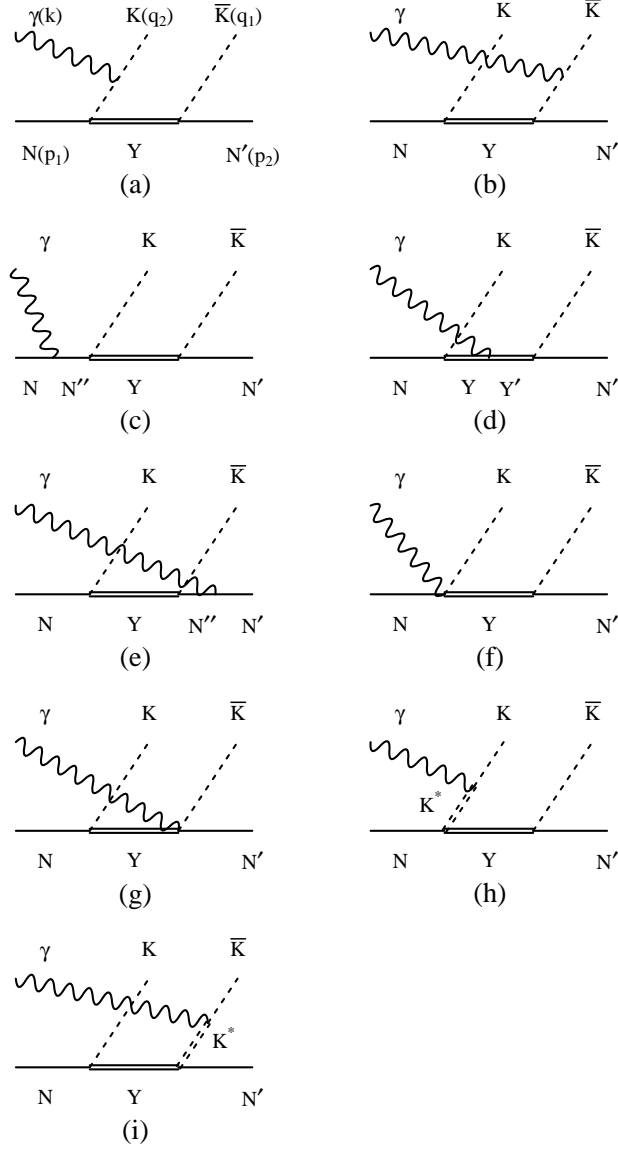 γ(k) K(q₂) K̅(q₁)
N(p₁) Y N′(p₂)
(a)
γ K K̅
N Y N′
(b)
γ K K̅
N N″ Y N′
(c)
γ K K̅
N Y Y′ N′
(d)
γ K K̅
N Y N″ N′
(e)
γ K K̅
N Y N′
(f)
γ K K̅
N Y N′
(g)
γ K K̅
K*
N Y N′
(h)
γ K K̅
K*
N Y N′
(i)